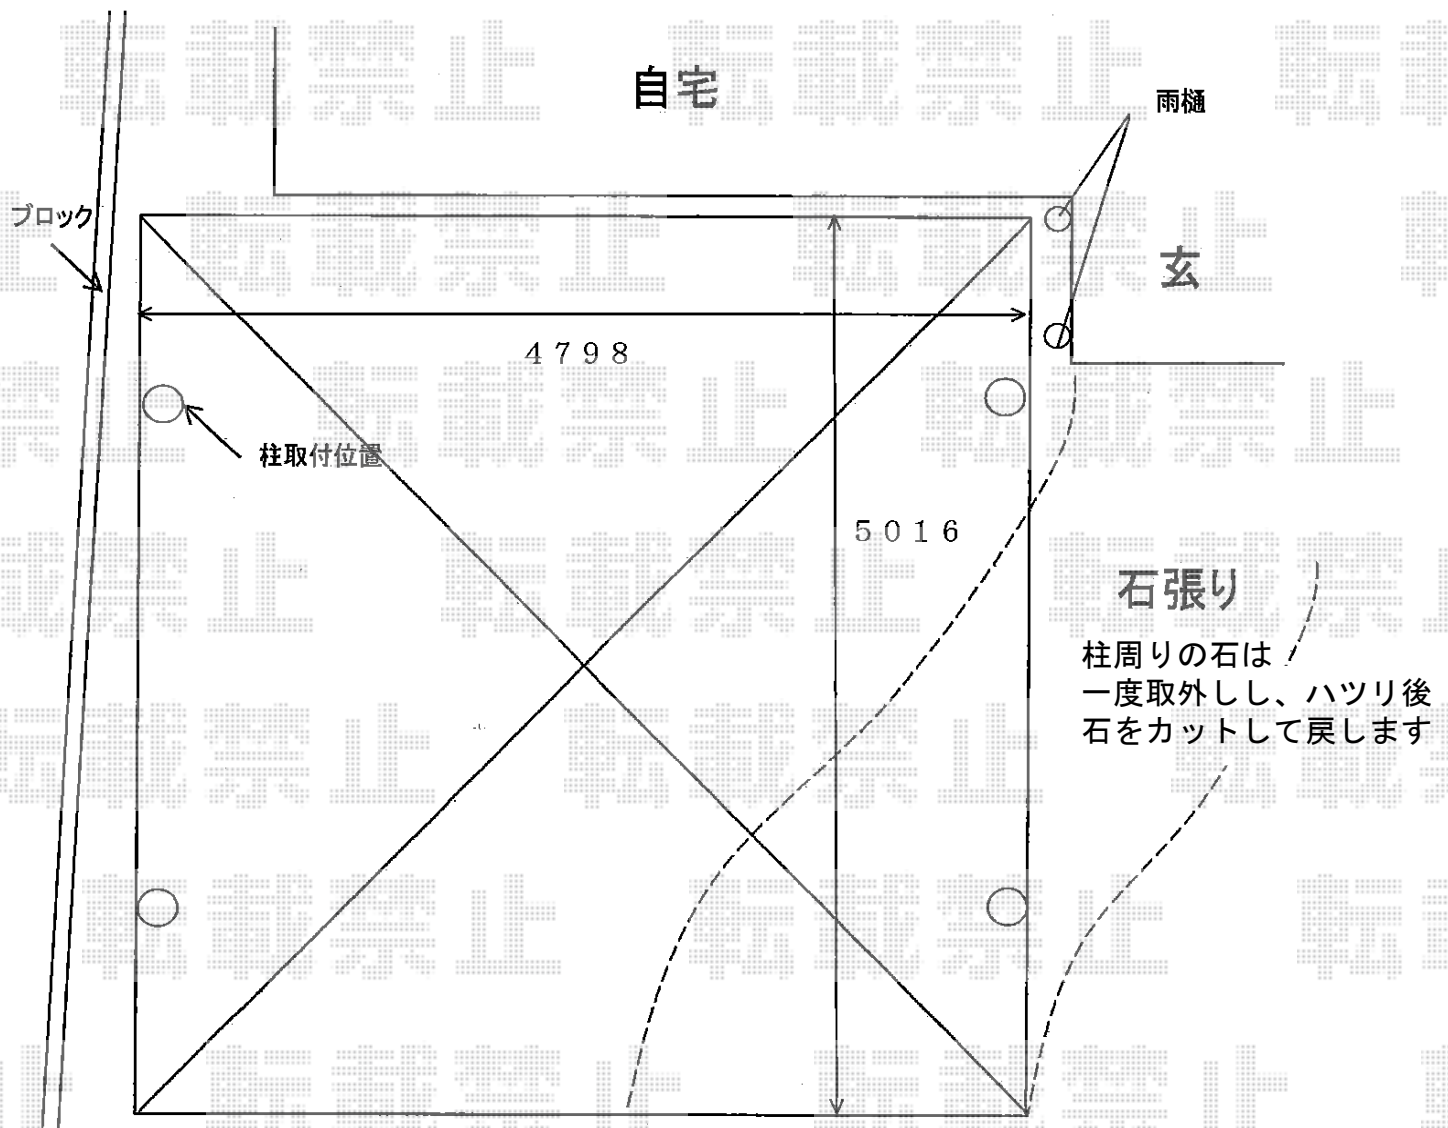 自宅
雨樋
ブロック
玄
4798
柱取付位置
5016
石張り
柱周りの石は
一度取外しし、ハツリ後
石をカットして戻します
転載禁止